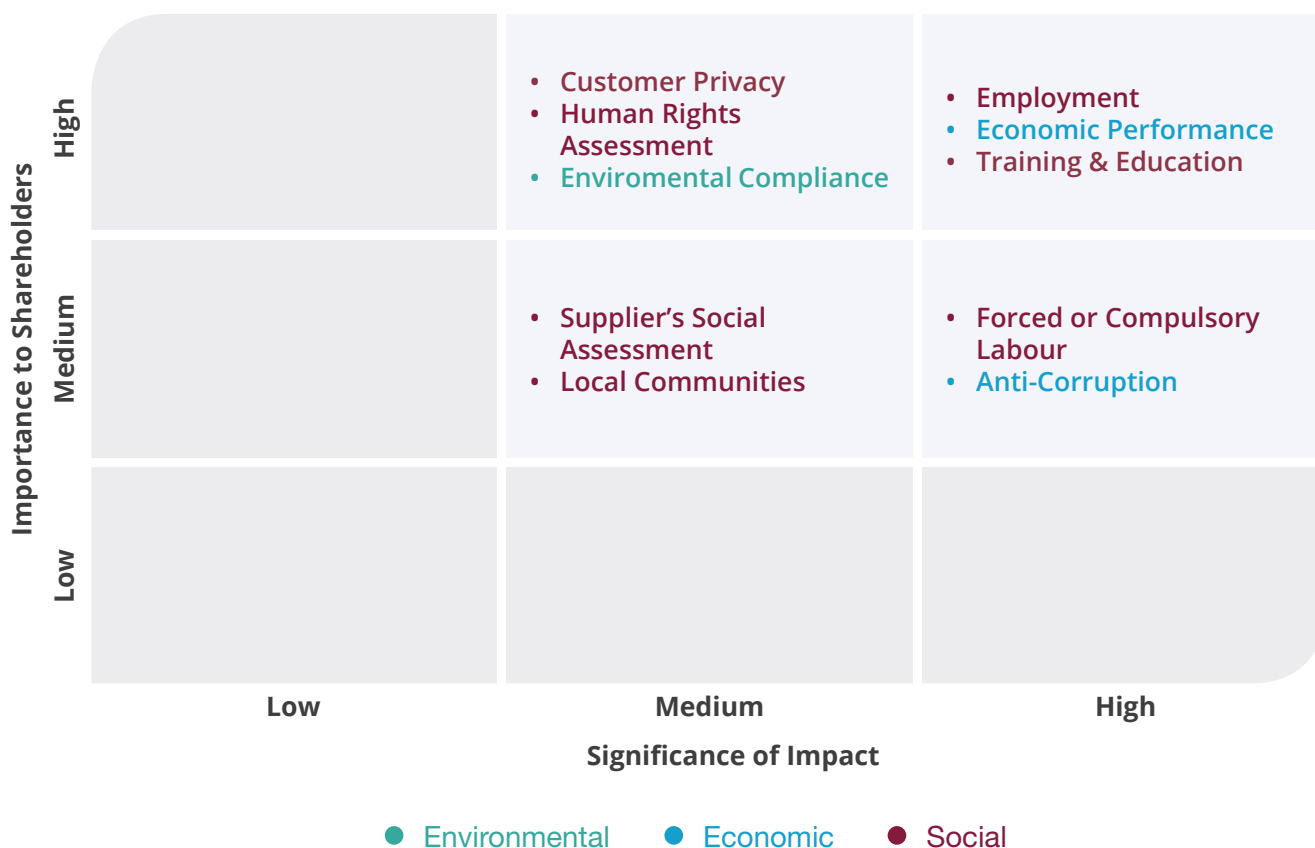 Importance to Shareholders
High
• Customer Privacy
• Human Rights
Assessment
• Enviromental Compliance
• Employment
• Economic Performance
• Training & Education
Medium
• Supplier’s Social
Assessment
• Local Communities
• Forced or Compulsory
Labour
• Anti-Corruption
Low
Low
Medium
High
Significance of Impact
Environmental
Economic
Social